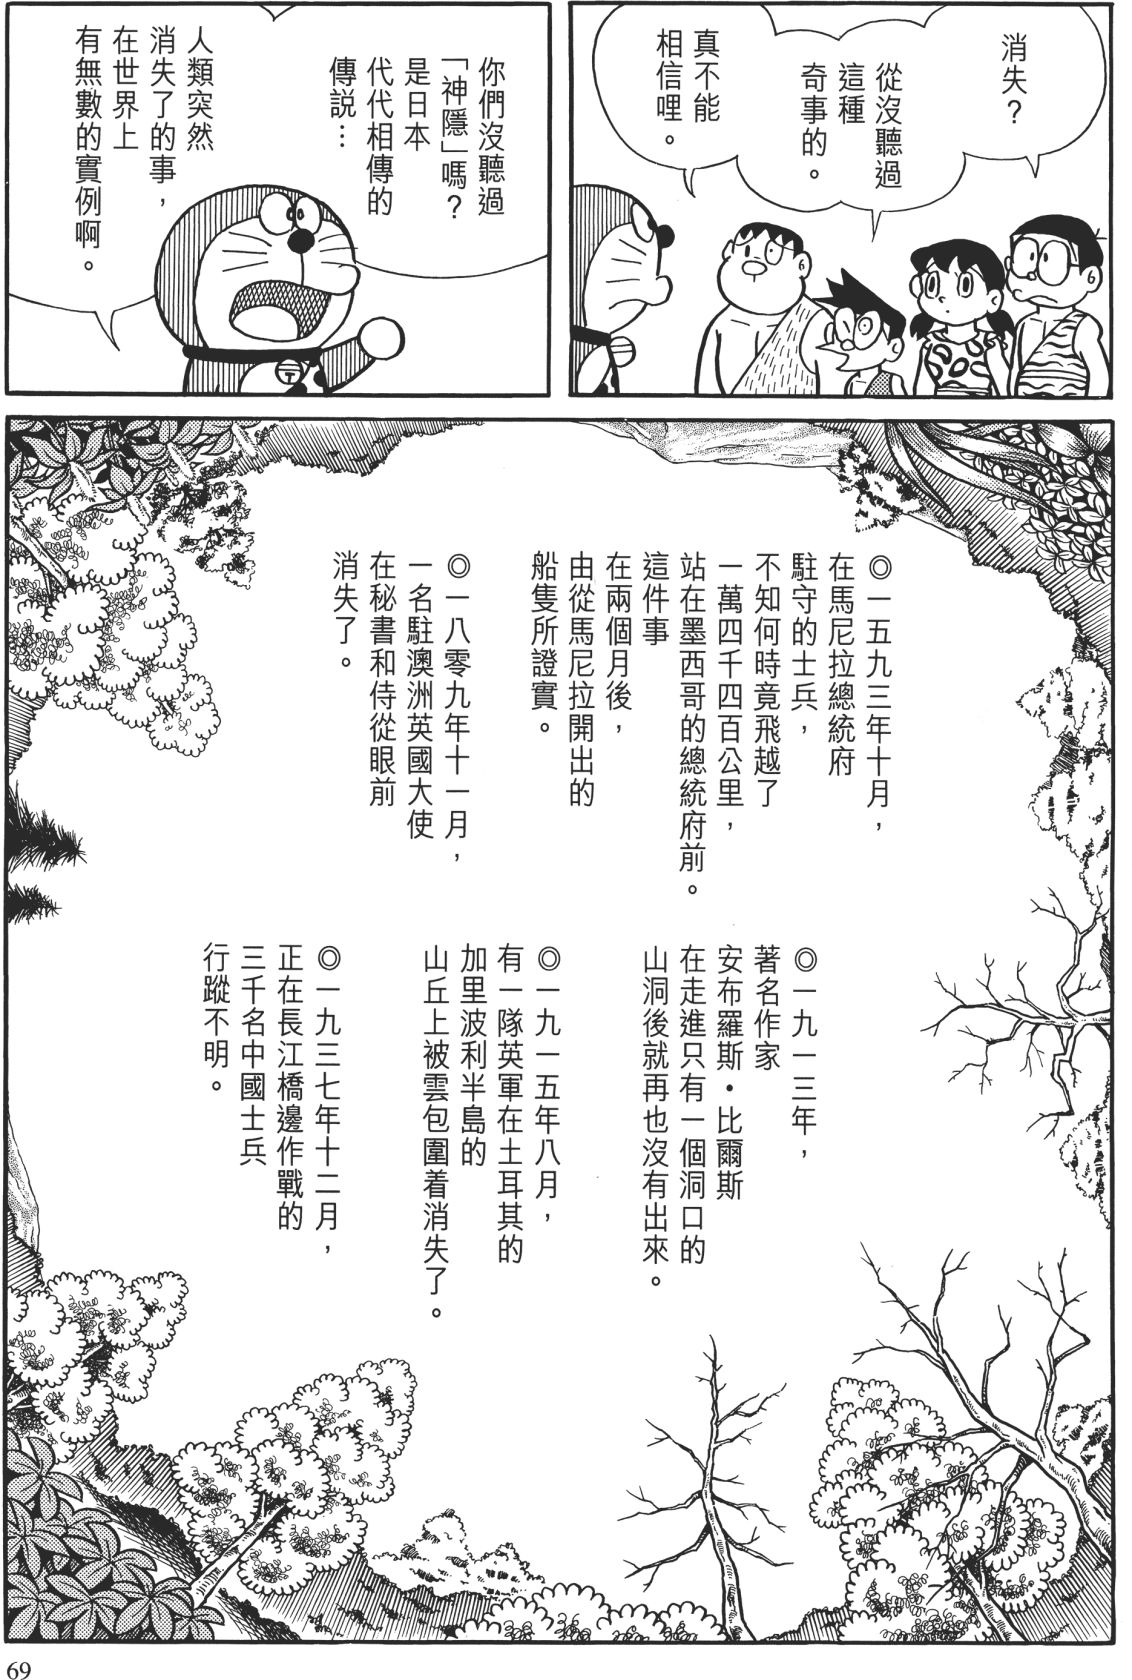 消失？
從沒聽過
這種
奇事的。
真不能
相信哩。
你們沒聽過
「神隱」嗎？
是日本
代代相傳的
傳說…
人類突然
消失了的事，
在世界上
有無數的實例啊。
◎一五九三年十月，
在馬尼拉總統府
駐守的士兵，
不知何時竟飛越了
一萬四千四百公里，
站在墨西哥的總統府前。
這件事
在兩個月後，
由從馬尼拉開出的
船隻所證實。
◎一八零九年十一月，
一名駐澳洲英國大使
在秘書和侍從眼前
消失了。
◎一九一三年，
著名作家
安布羅斯•比爾斯
在走進只有一個洞口的
山洞後就再也沒有出來。
◎一九一五年八月，
有一隊英軍在土耳其的
加里波利半島的
山丘上被雲包圍着消失了。
◎一九三七年十二月，
正在長江橋邊作戰的
三千名中國士兵
行蹤不明。
69